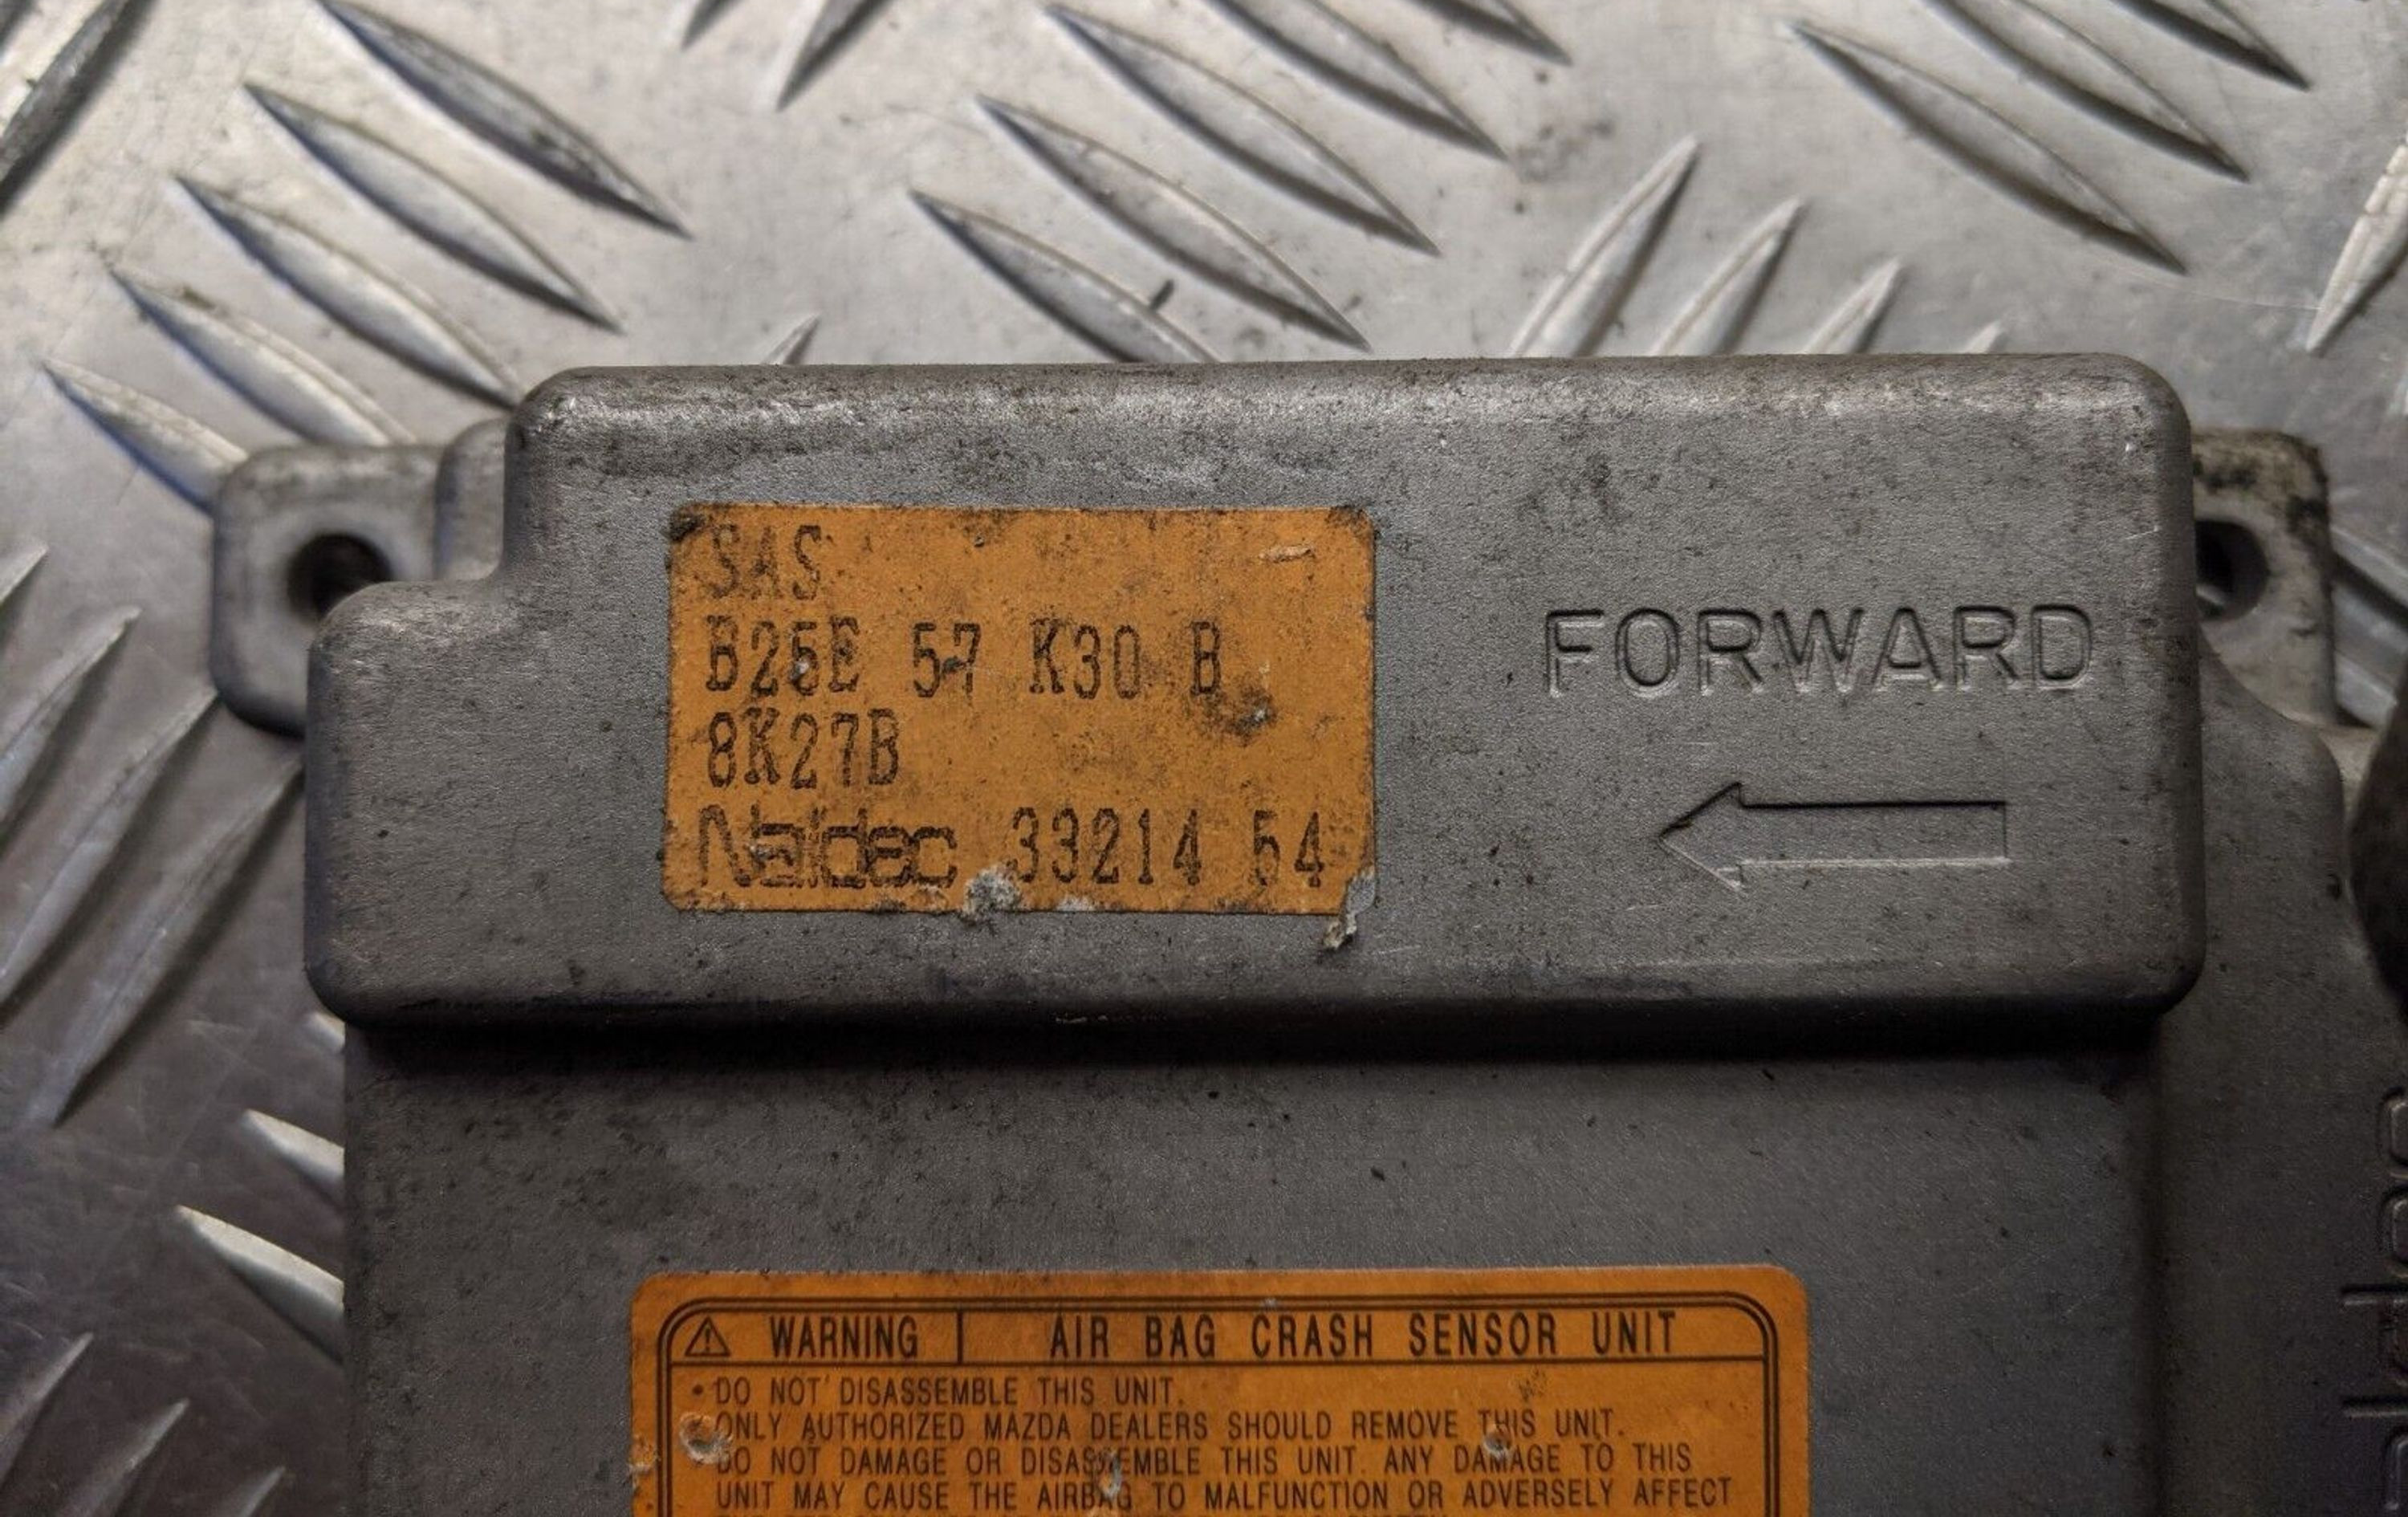 SAS
B25E 57 K30 B
8K27B
Naldec 33214 54
FORWARD
WARNING AIR BAG CRASH SENSOR UNIT
• DO NOT DISASSEMBLE THIS UNIT.
ONLY AUTHORIZED MAZDA DEALERS SHOULD REMOVE THIS UNIT.
DO NOT DAMAGE OR DISASSEMBLE THIS UNIT. ANY DAMAGE TO THIS
UNIT MAY CAUSE THE AIRBAG TO MALFUNCTION OR ADVERSELY AFFECT